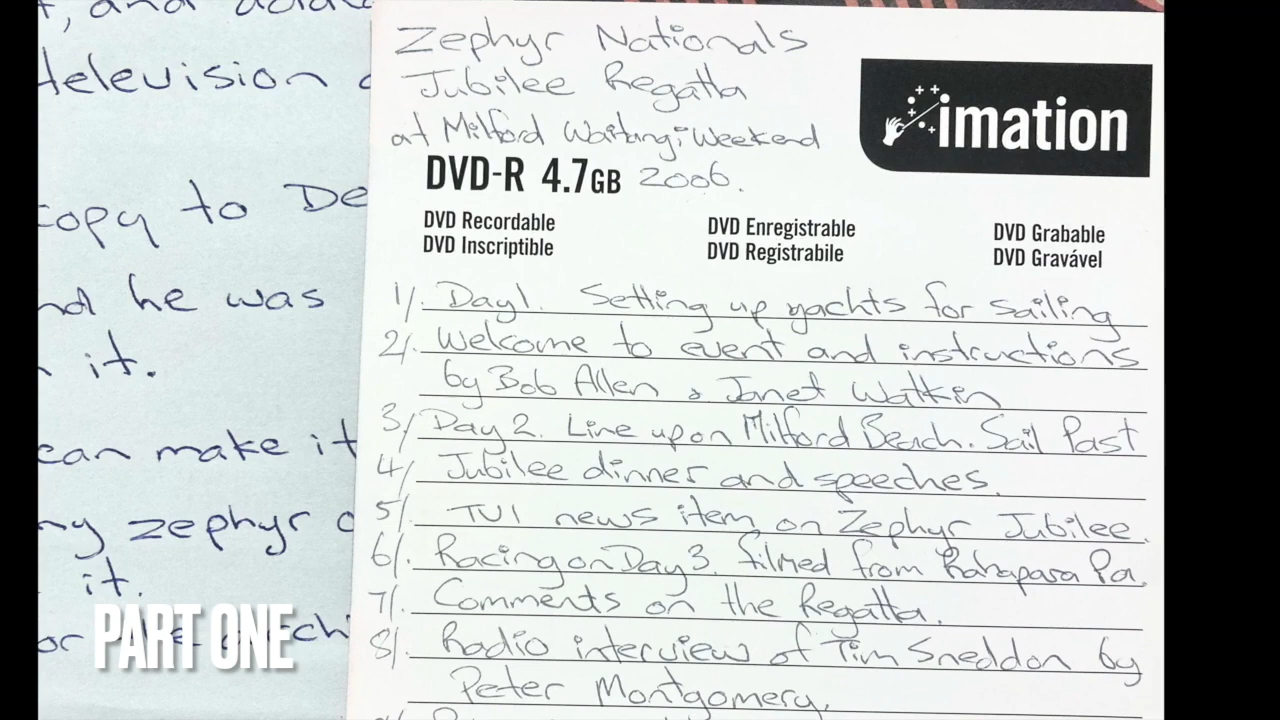 television
copy to De
he was
it.
can make it
my zephyr
it.
PART ONE
Zephyr Nationals
Jubilee Regatta
at Milford Waitangi Weekend
2006.
imation
DVD-R 4.7GB
DVD Recordable DVD Enregistrable DVD Grabable
DVD Inscriptible DVD Registrabile DVD Gravável
1/. Day 1. Setting up yachts for sailing
2/. Welcome to event and instructions
by Bob Allen & Janet Watkin
3/ Day 2. Line up on Milford Beach. Sail Past
4/ Jubilee dinner and speeches.
5/. TV1 news item on Zephyr Jubilee.
6/. Racing on Day 3. filmed from
7/. Comments on the Regatta.
8/. Radio interview of Tim Sneddon by
Peter Montgomery.